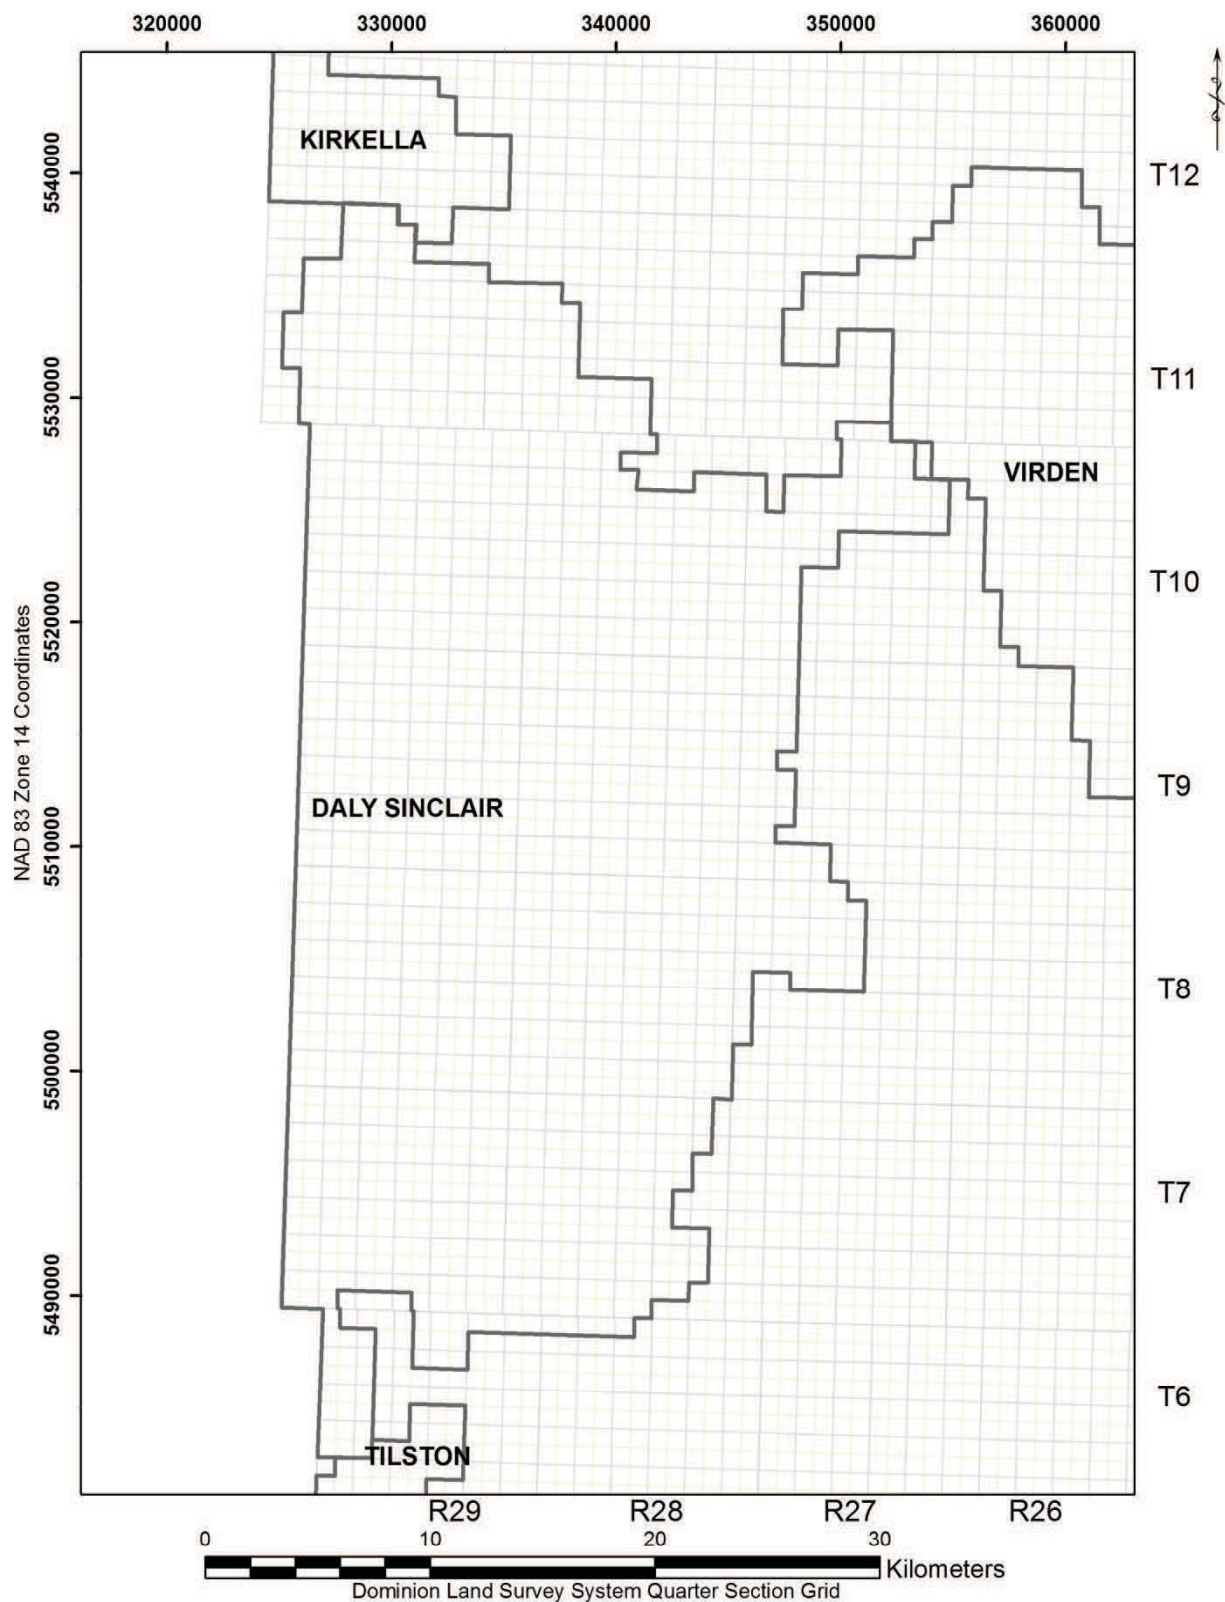 320000 330000 340000 350000 360000
KIRKELLA
5540000
T12
5530000
T11
VIRDEN
T10
5520000
NAD 83 Zone 14 Coordinates
DALY SINCLAIR
T9
5510000
T8
5500000
T7
5490000
T6
TILSTON
R29 R28 R27 R26
0 10 20 30
Kilometers
Dominion Land Survey System Quarter Section Grid